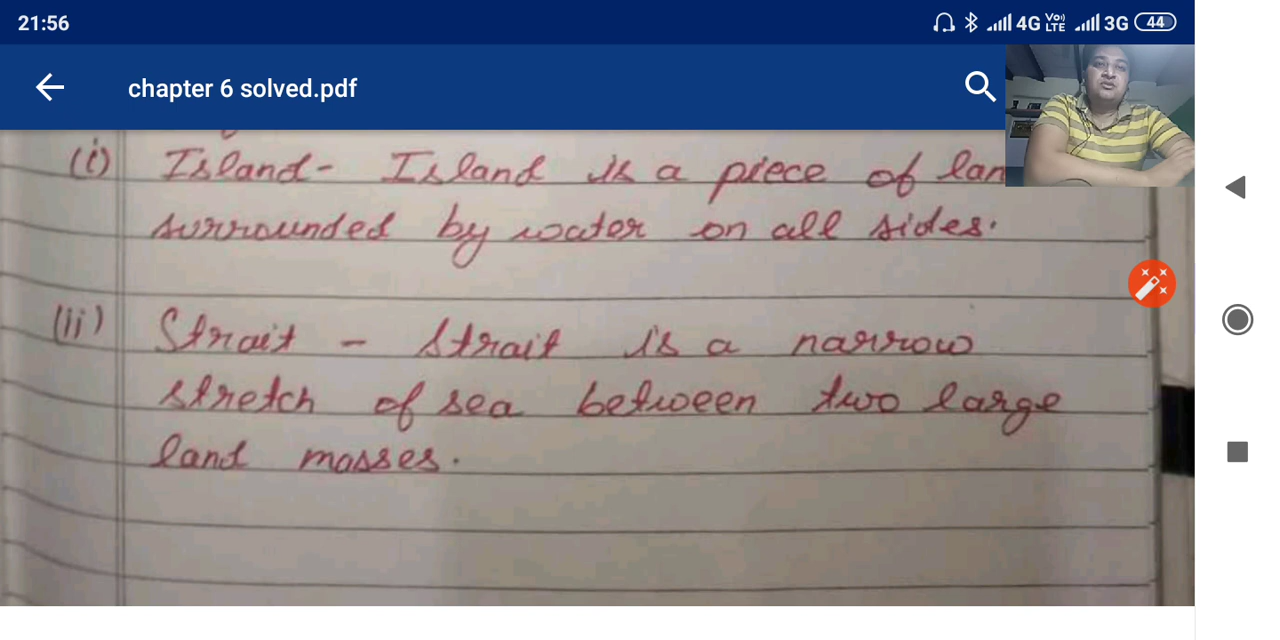 21:56 4G VoLTE 3G 44
chapter 6 solved.pdf
(i) Island- Island is a piece of lan
surrounded by water on all sides.
(ii) Strait - Strait is a narrow
stretch of sea between two large
land masses.